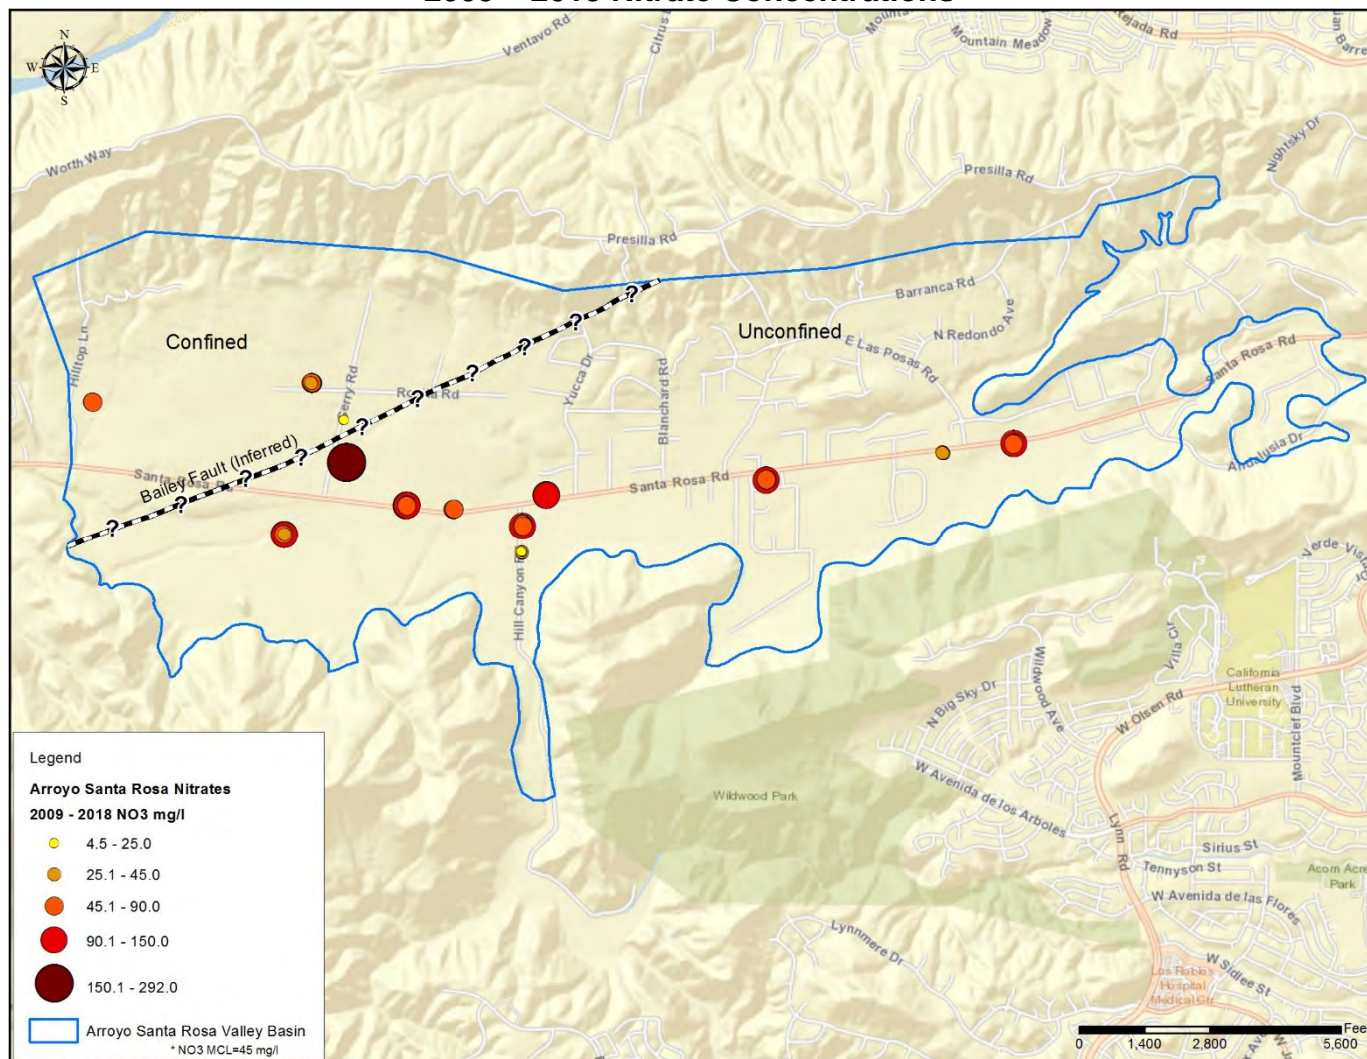 2009 - 2018 Nitrate Concentrations
N
W
E
S
Ventavo Rd
Citrus
Mountain Meadow
Tejada Rd
Worth Way
Presilla Rd
Nightsky Dr
Presilla Rd
Barranca Rd
N Redondo Ave
Unconfined
Confined
Hilltop Ln
E Las Posas Rd
Santa Rosa Rd
Yucca Dr
Blanchard Rd
Rd
Bailey Fault (Inferred)
? ? ? ? ? ? ? ? ? ? ?
Santa Rosa Rd
Santa Rosa Rd
Andalusia Dr
Hill Canyon
Verde Vista
Villa Cir
California
Lutheran
University
Mountclef Blvd
N Big Sky Dr
Wildwood Ave
W Olsen Rd
W Avenida de los Arboles
Wildwood Park
Lynn Rd
Sirius St
Tennyson St
Acorn Acre
Park
W Avenida de las Flores
Lynnmere Dr
W Sidlee St
Los Robles
Hospital
Medical Ctr
Legend
Arroyo Santa Rosa Nitrates
2009 - 2018 NO3 mg/l
4.5 - 25.0
25.1 - 45.0
45.1 - 90.0
90.1 - 150.0
150.1 - 292.0
Arroyo Santa Rosa Valley Basin
* NO3 MCL=45 mg/l
Fee
0 1,400 2,800 5,600